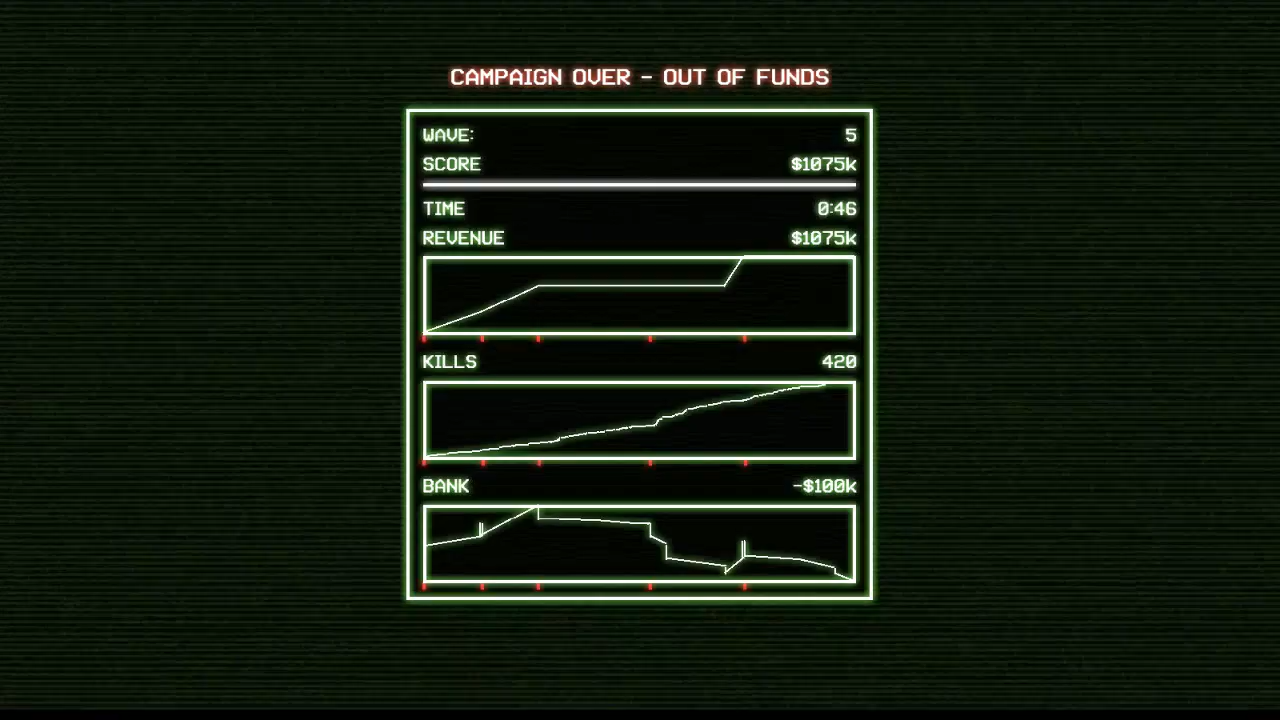 CAMPAIGN OVER - OUT OF FUNDS
WAVE: 5
SCORE $1075k
TIME 0:46
REVENUE $1075k
KILLS 420
BANK -$100k